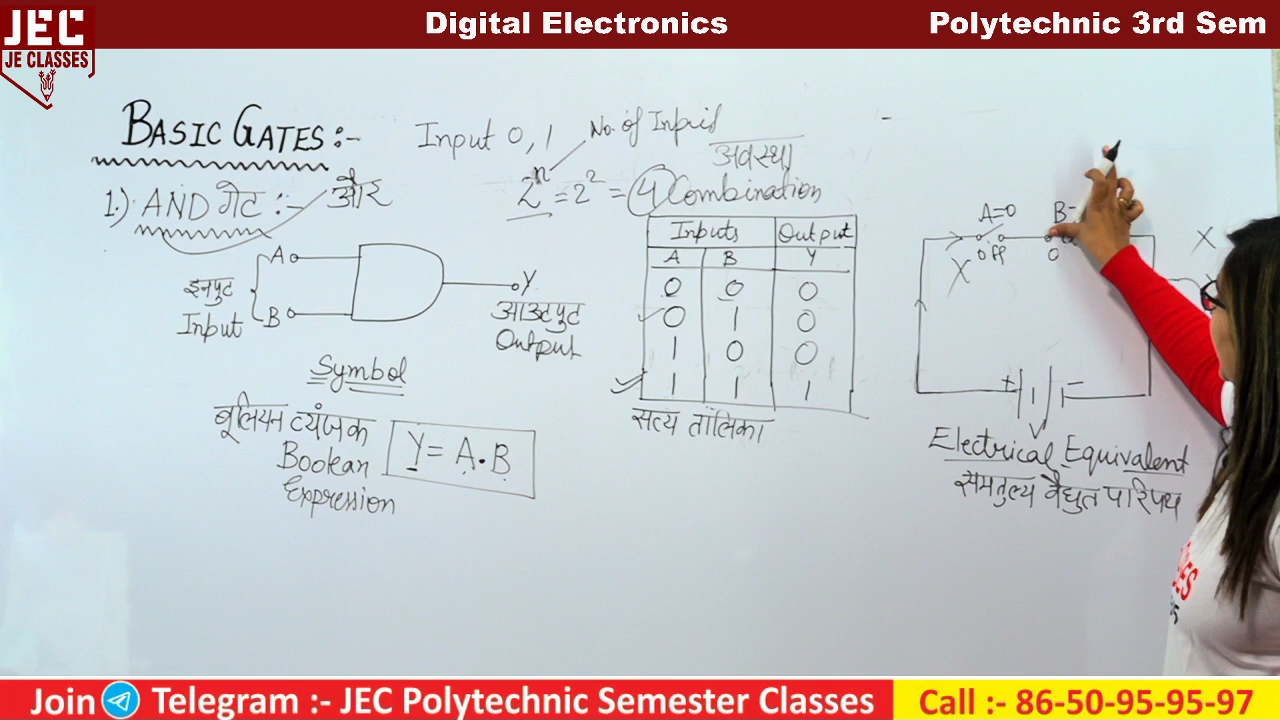 JEC
JE CLASSES
Digital Electronics
Polytechnic 3rd Sem
BASIC GATES:-
Input 0, 1
No. of Inputs
अवस्था
1.) AND गेट :- और
2ⁿ = 2² = 4 Combination
Inputs Output
A B Y
0 0 0
0 1 0
1 0 0
1 1 1
सत्य तालिका
A
B
Y
इनपुट
Input
आउटपुट
Output
Symbol
बूलियन व्यंजक
Boolean
Expression
Y = A.B
A=0
B-
off
0
X
X
+
-
Electrical Equivalent
समतुल्य वैधुत परिपथ
Join Telegram :- JEC Polytechnic Semester Classes
Call :- 86-50-95-95-97